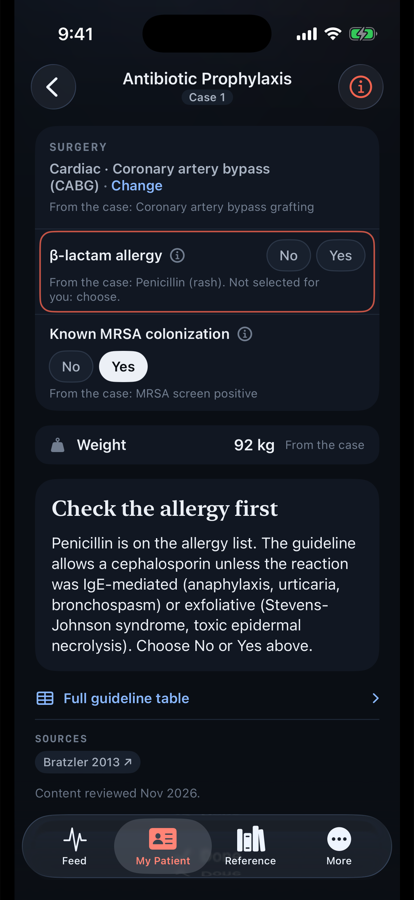 9:41
Antibiotic Prophylaxis
Case 1
SURGERY
Cardiac · Coronary artery bypass
(CABG) · Change
From the case: Coronary artery bypass grafting
β-lactam allergy No Yes
From the case: Penicillin (rash). Not selected for
you: choose.
Known MRSA colonization
No Yes
From the case: MRSA screen positive
Weight 92 kg From the case
Check the allergy first
Penicillin is on the allergy list. The guideline
allows a cephalosporin unless the reaction
was IgE-mediated (anaphylaxis, urticaria,
bronchospasm) or exfoliative (Stevens-
Johnson syndrome, toxic epidermal
necrolysis). Choose No or Yes above.
Full guideline table
SOURCES
Bratzler 2013 ↗
Content reviewed Nov 2026.
Feed My Patient Reference More